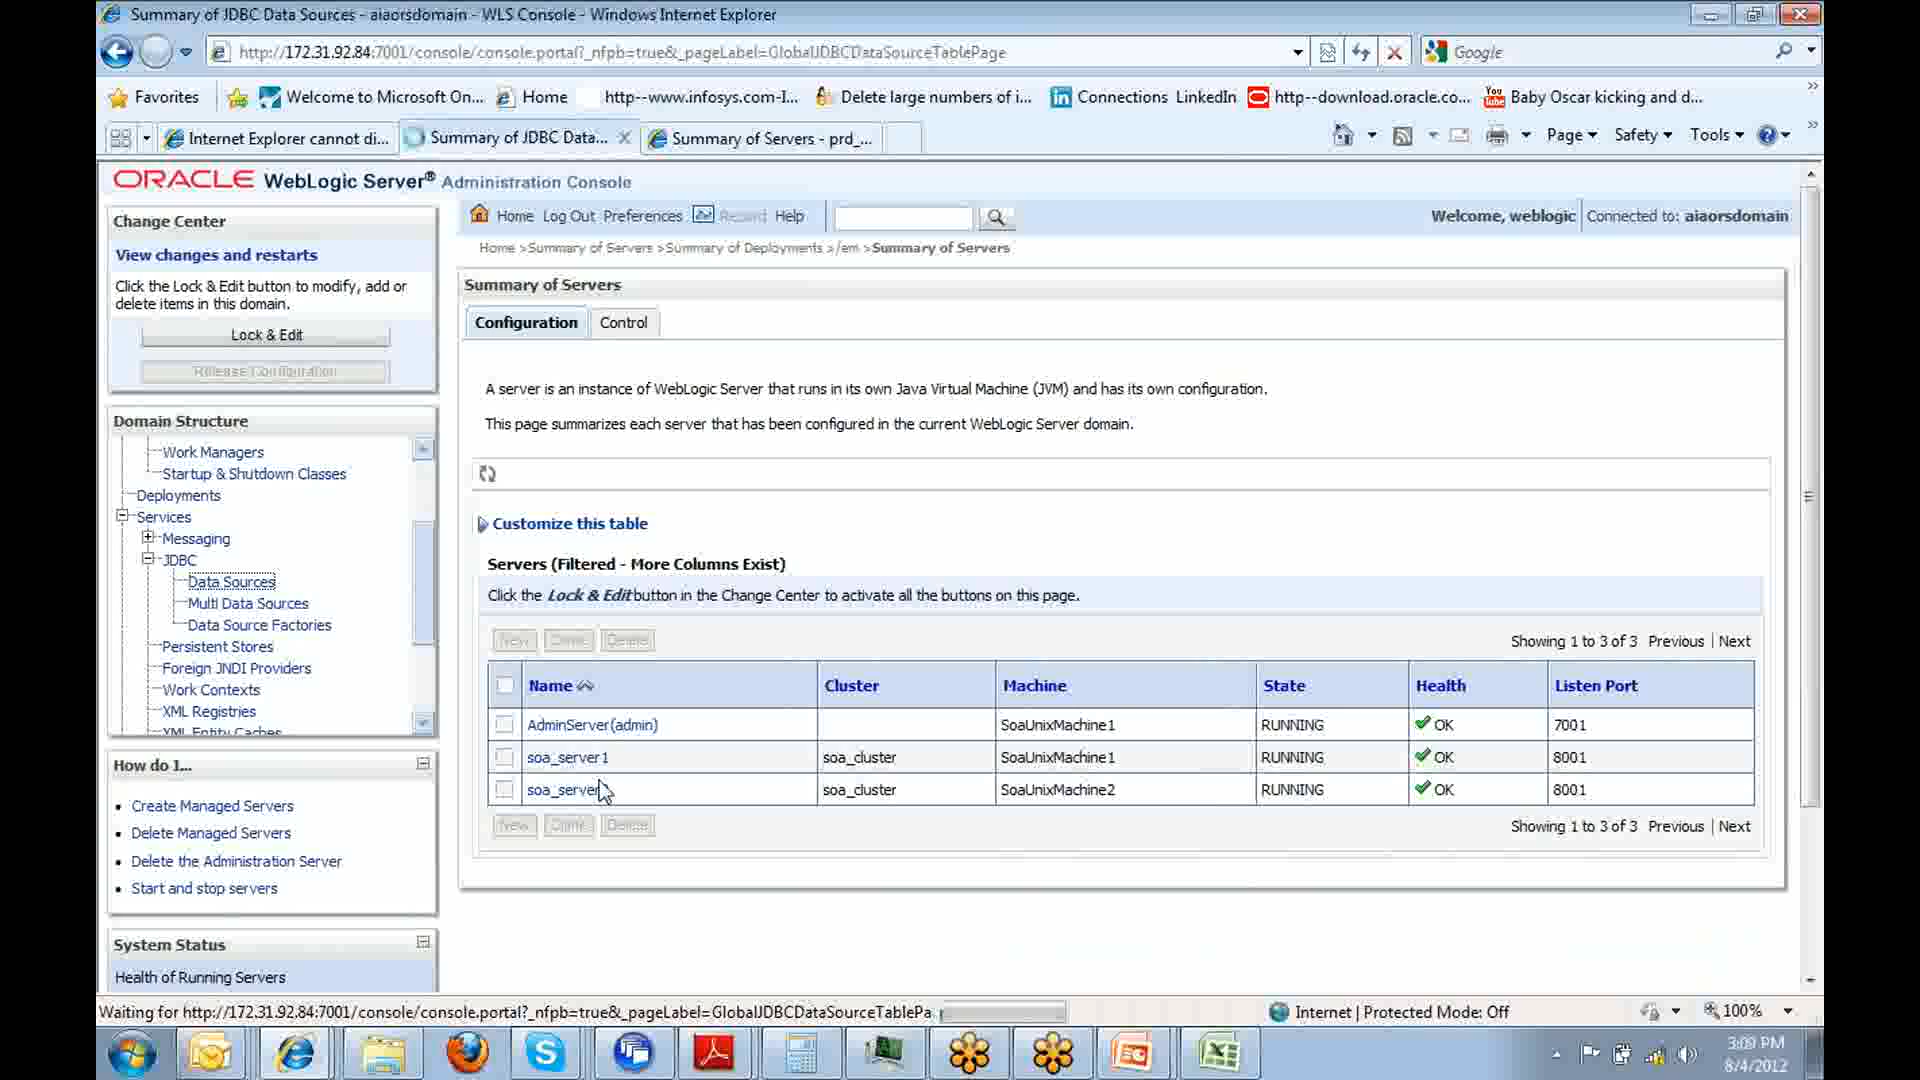 Summary of JDBC Data Sources - aiaorsdomain - WLS Console - Windows Internet Explorer
http://172.31.92.84:7001/console/console.portal?_nfpb=true&_pageLabel=GlobalJDBCDataSourceTablePage
Google
Favorites
Welcome to Microsoft On...
Home
http--www.infosys.com-I...
Delete large numbers of i...
Connections LinkedIn
http--download.oracle.co...
Baby Oscar kicking and d...
Internet Explorer cannot di...
Summary of JDBC Data...
Summary of Servers - prd_...
Page
Safety
Tools
ORACLE WebLogic Server® Administration Console
Change Center
View changes and restarts
Click the Lock & Edit button to modify, add or
delete items in this domain.
Lock & Edit
Release Configuration
Home Log Out Preferences Record Help
Welcome, weblogic
Connected to: aiaorsdomain
Home >Summary of Servers >Summary of Deployments >/em >Summary of Servers
Summary of Servers
Configuration
Control
A server is an instance of WebLogic Server that runs in its own Java Virtual Machine (JVM) and has its own configuration.
This page summarizes each server that has been configured in the current WebLogic Server domain.
Customize this table
Servers (Filtered - More Columns Exist)
Click the Lock & Edit button in the Change Center to activate all the buttons on this page.
New Clone Delete
Showing 1 to 3 of 3 Previous | Next
Name Cluster Machine State Health Listen Port
AdminServer(admin) SoaUnixMachine1 RUNNING OK 7001
soa_server1 soa_cluster SoaUnixMachine1 RUNNING OK 8001
soa_server soa_cluster SoaUnixMachine2 RUNNING OK 8001
New Clone Delete
Showing 1 to 3 of 3 Previous | Next
Domain Structure
Work Managers
Startup & Shutdown Classes
Deployments
Services
Messaging
JDBC
Data Sources
Multi Data Sources
Data Source Factories
Persistent Stores
Foreign JNDI Providers
Work Contexts
XML Registries
XML Entity Caches
How do I...
Create Managed Servers
Delete Managed Servers
Delete the Administration Server
Start and stop servers
System Status
Health of Running Servers
Waiting for http://172.31.92.84:7001/console/console.portal?_nfpb=true&_pageLabel=GlobalJDBCDataSourceTablePa
Internet | Protected Mode: Off
100%
3:09 PM
8/4/2012